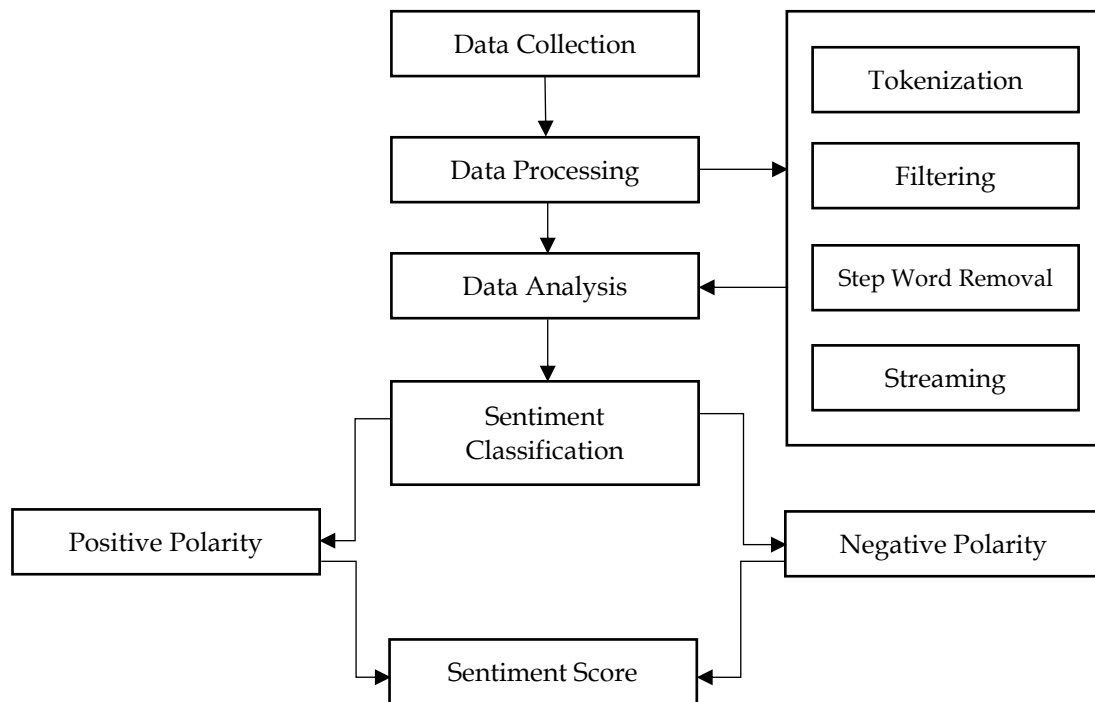 Data Collection
Tokenization
Data Processing
Filtering
Data Analysis
Step Word Removal
Streaming
Sentiment
Classification
Positive Polarity
Negative Polarity
Sentiment Score